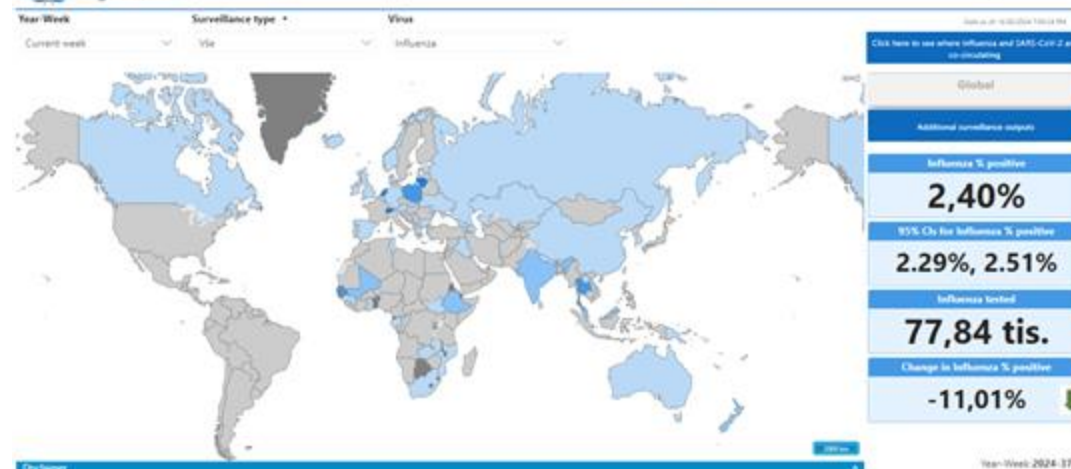 Year-Week
Surveillance type
Virus
Current week
Vše
Influenza
Click here to see where influenza and SARS-CoV-2 are
co-circulating
Global
Additional surveillance outputs
Influenza % positive
2,40%
95% CIs for Influenza % positive
2.29%, 2.51%
Influenza tested
77,84 tis.
Change in Influenza % positive
-11,01%
Disclaimer
Year-Week 2024-37